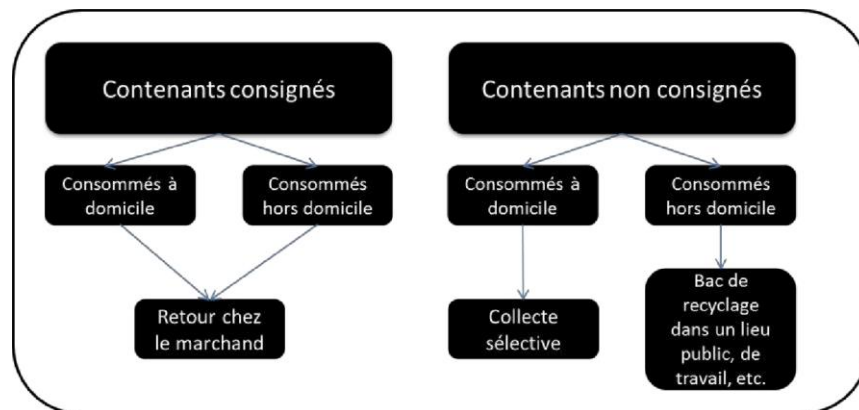 Contenants consignés
Contenants non consignés
Consommés à
domicile
Consommés
hors domicile
Consommés à
domicile
Consommés
hors domicile
Retour chez
le marchand
Collecte
sélective
Bac de
recyclage
dans un lieu
public, de
travail, etc.